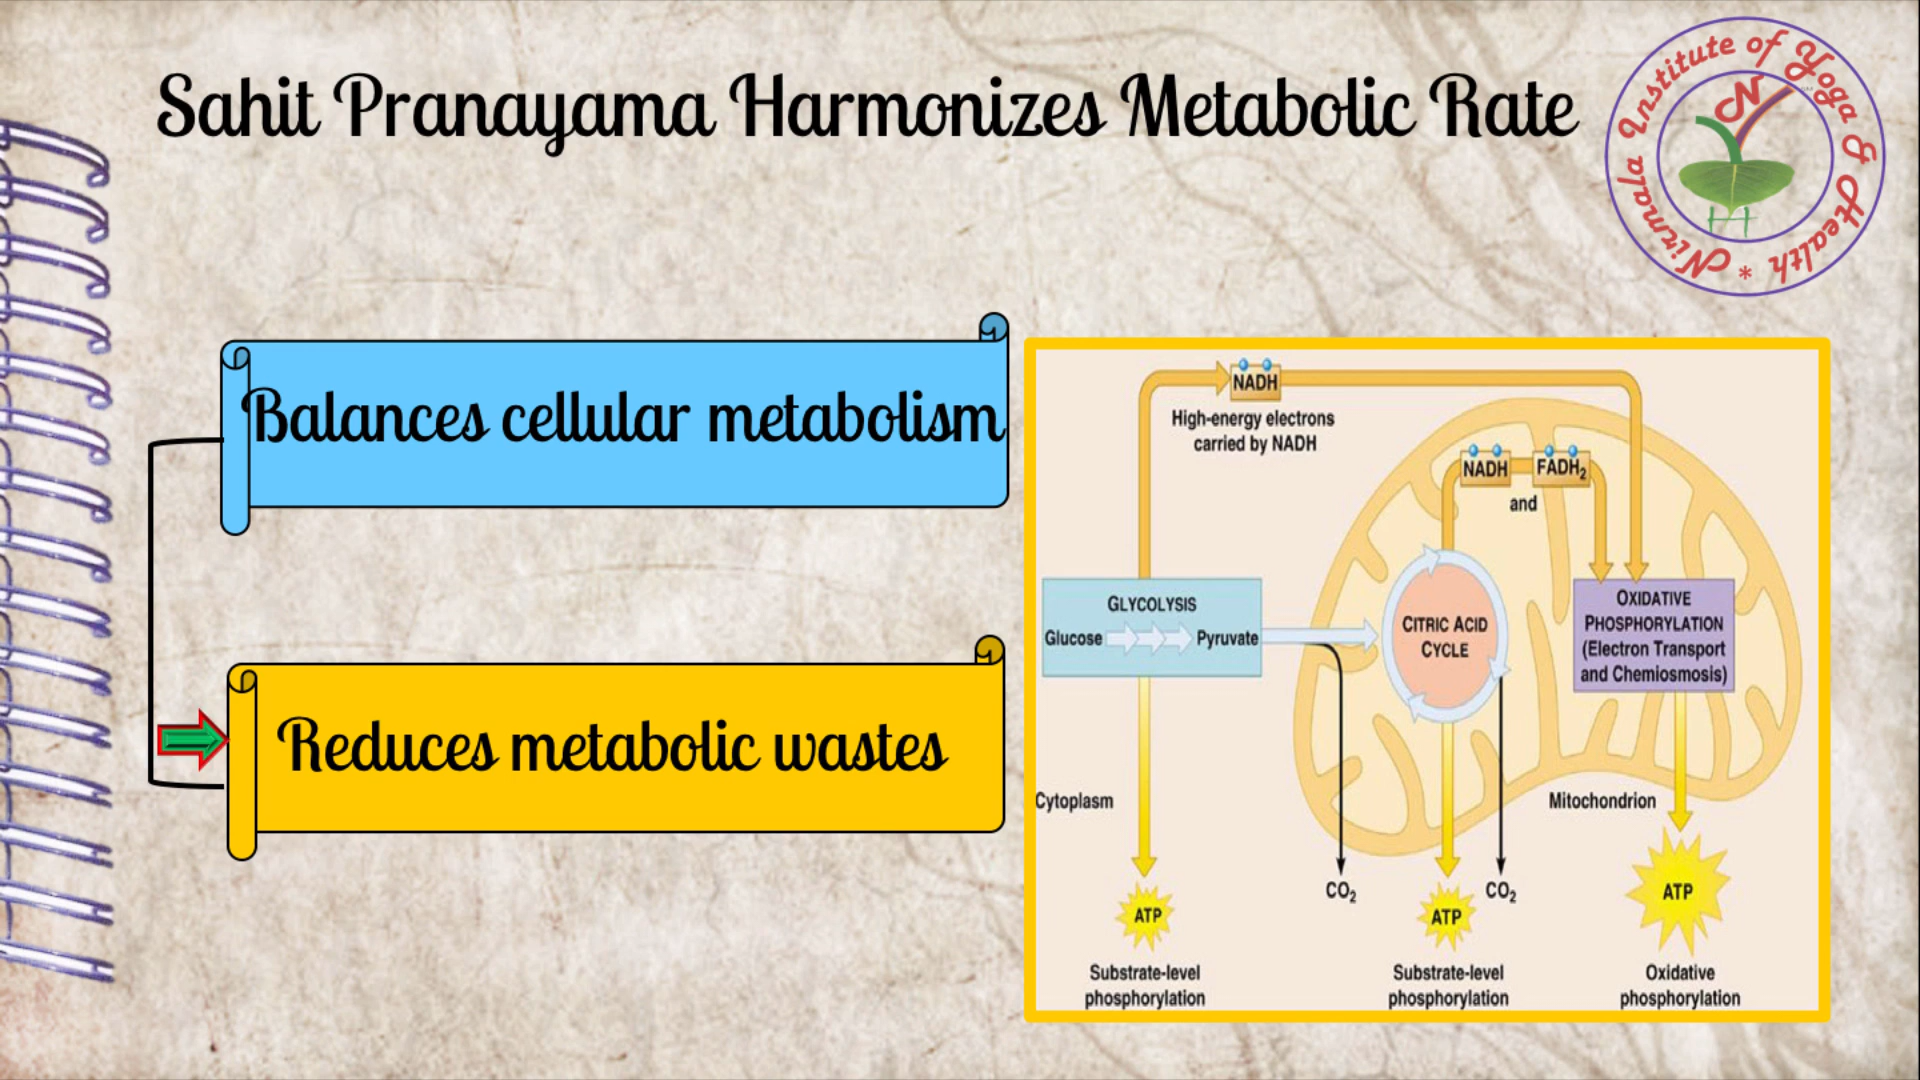 Sahit Pranayama Harmonizes Metabolic Rate
Nirmala Institute of Yoga & Health *
N
H
Balances cellular metabolism
Reduces metabolic wastes
NADH
High-energy electrons
carried by NADH
NADH
FADH₂
and
GLYCOLYSIS
Glucose
Pyruvate
CITRIC ACID
CYCLE
OXIDATIVE
PHOSPHORYLATION
(Electron Transport
and Chemiosmosis)
Cytoplasm
Mitochondrion
CO₂
CO₂
ATP
ATP
ATP
Substrate-level
phosphorylation
Substrate-level
phosphorylation
Oxidative
phosphorylation